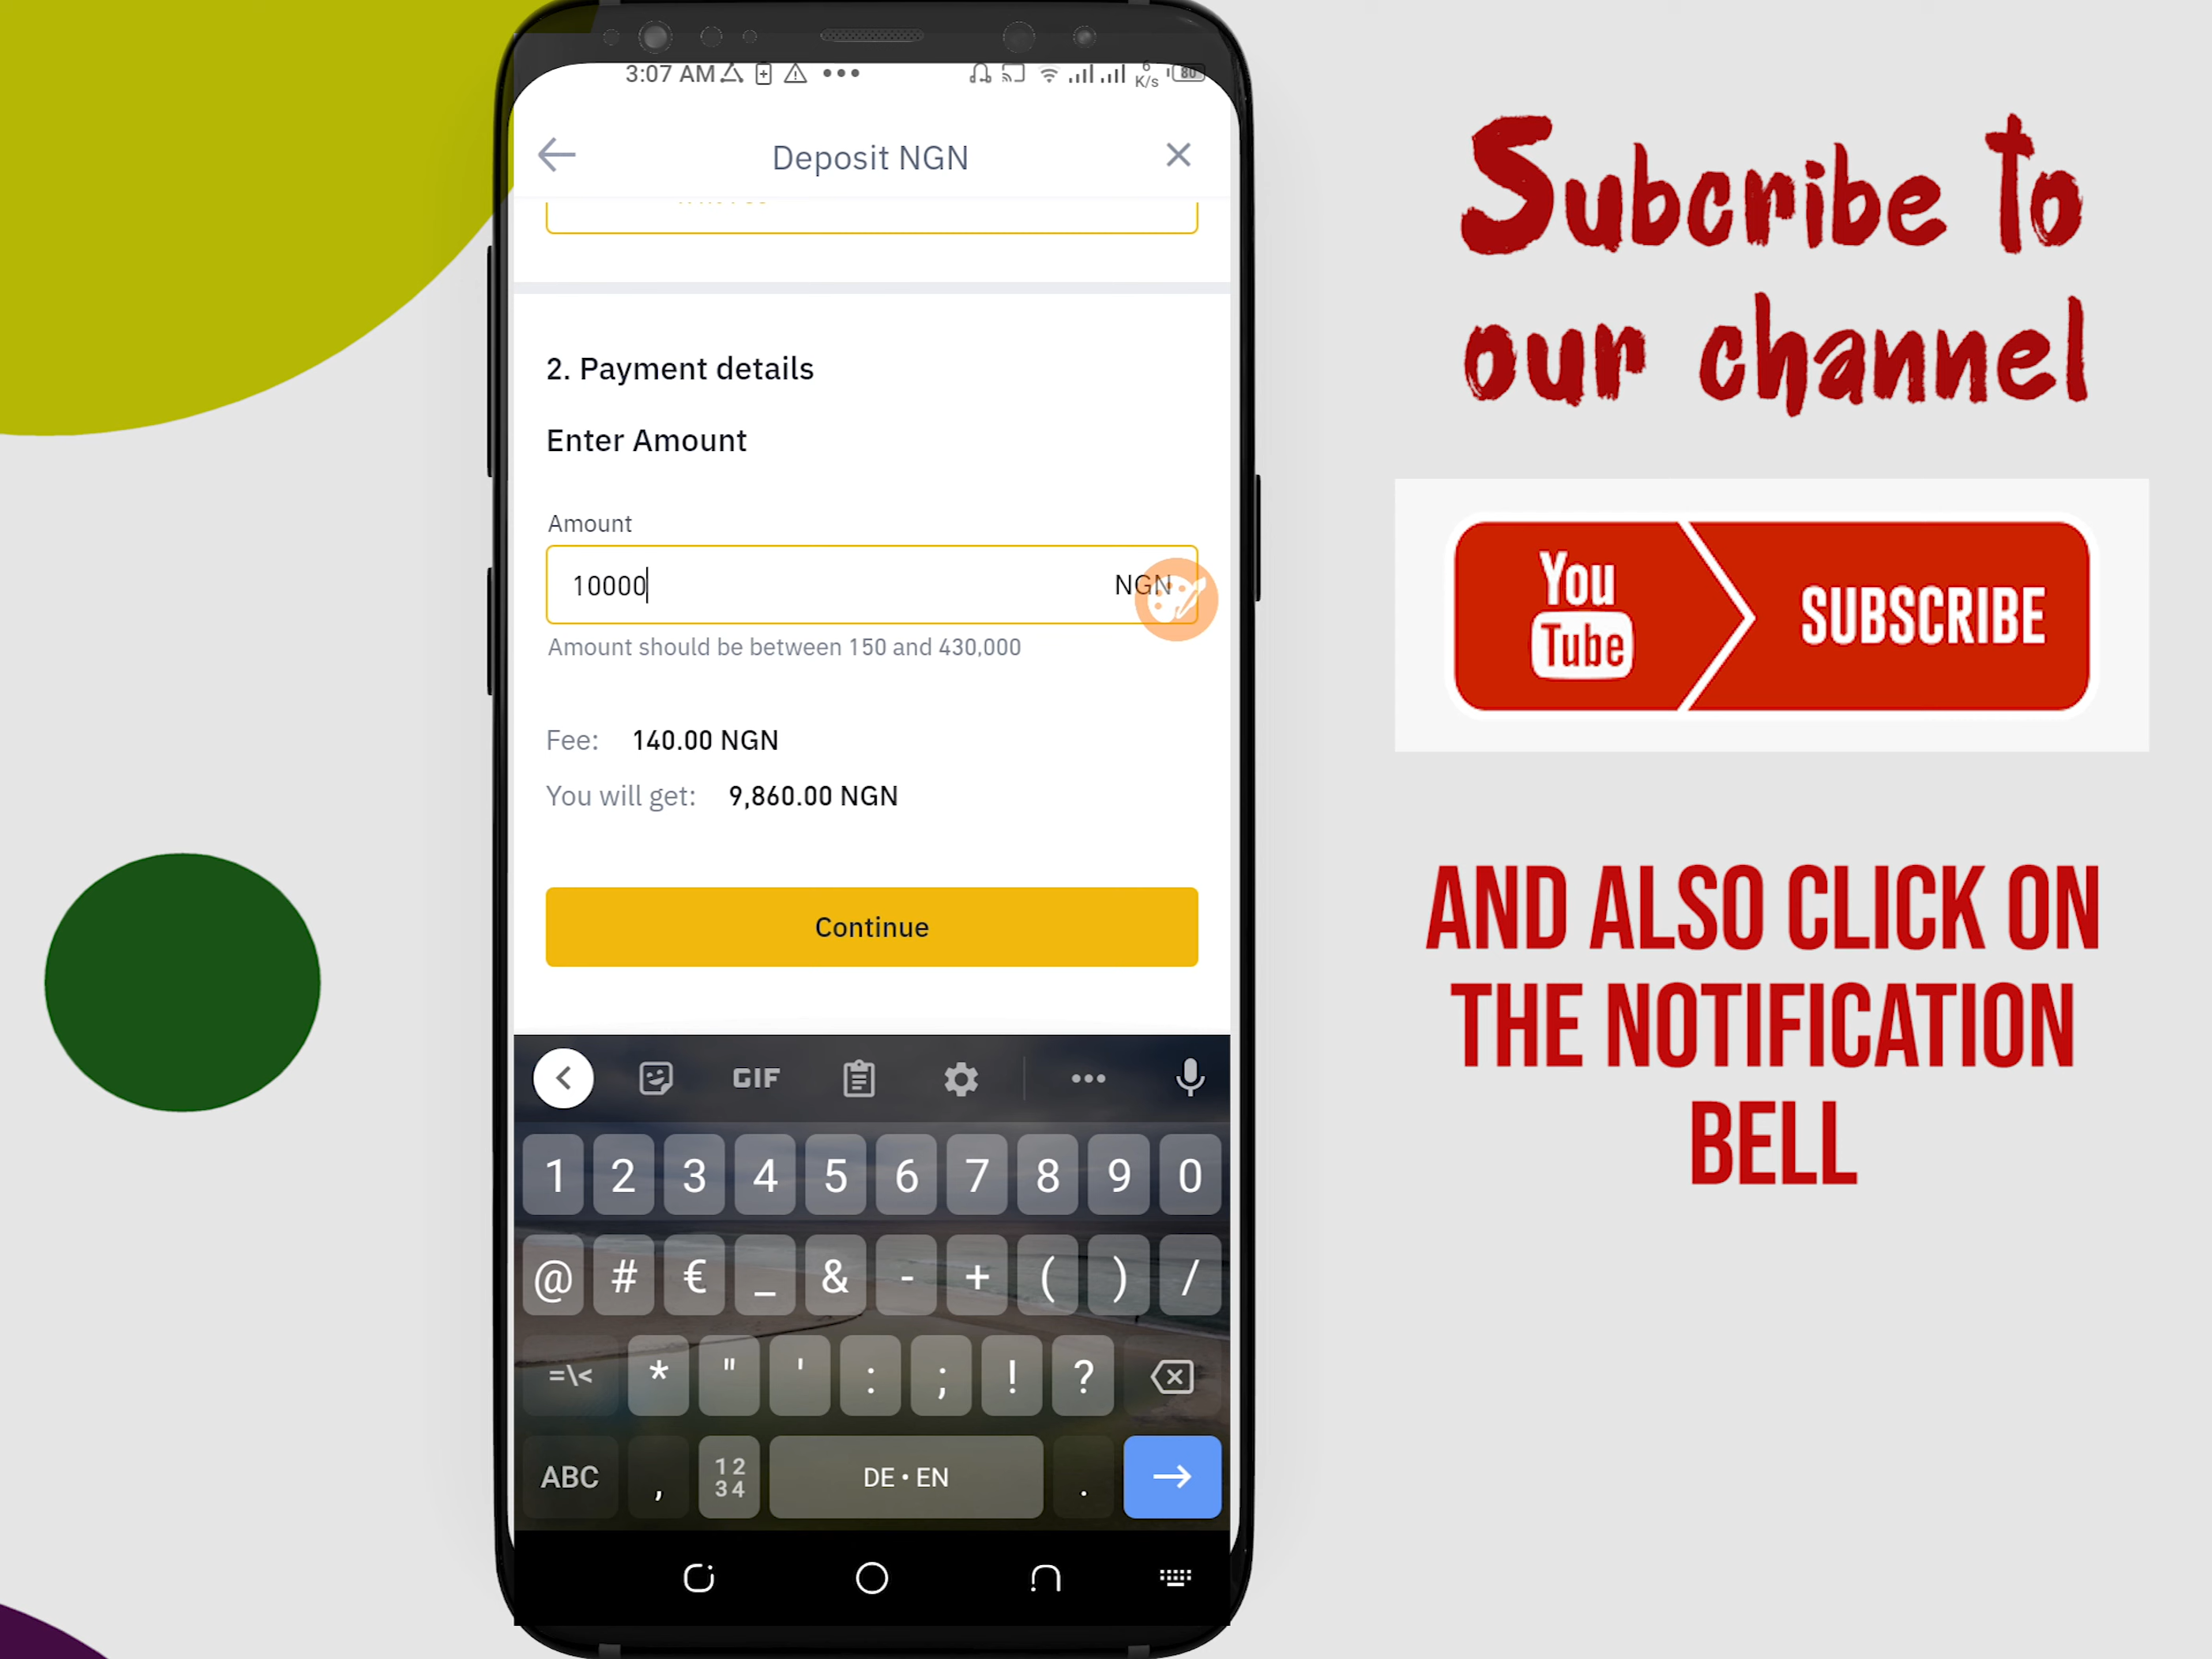 3:07 AM
6
K/s
80
Deposit NGN
2. Payment details
Enter Amount
Amount
10000
NGN
Amount should be between 150 and 430,000
Fee: 140.00 NGN
You will get: 9,860.00 NGN
Continue
GIF
1 2 3 4 5 6 7 8 9 0
@ # € _ & - + ( ) /
=\< * " ' : ; ! ?
ABC , 12 34 DE • EN .
Subcribe to
our channel
You
Tube
SUBSCRIBE
AND ALSO CLICK ON
THE NOTIFICATION
BELL